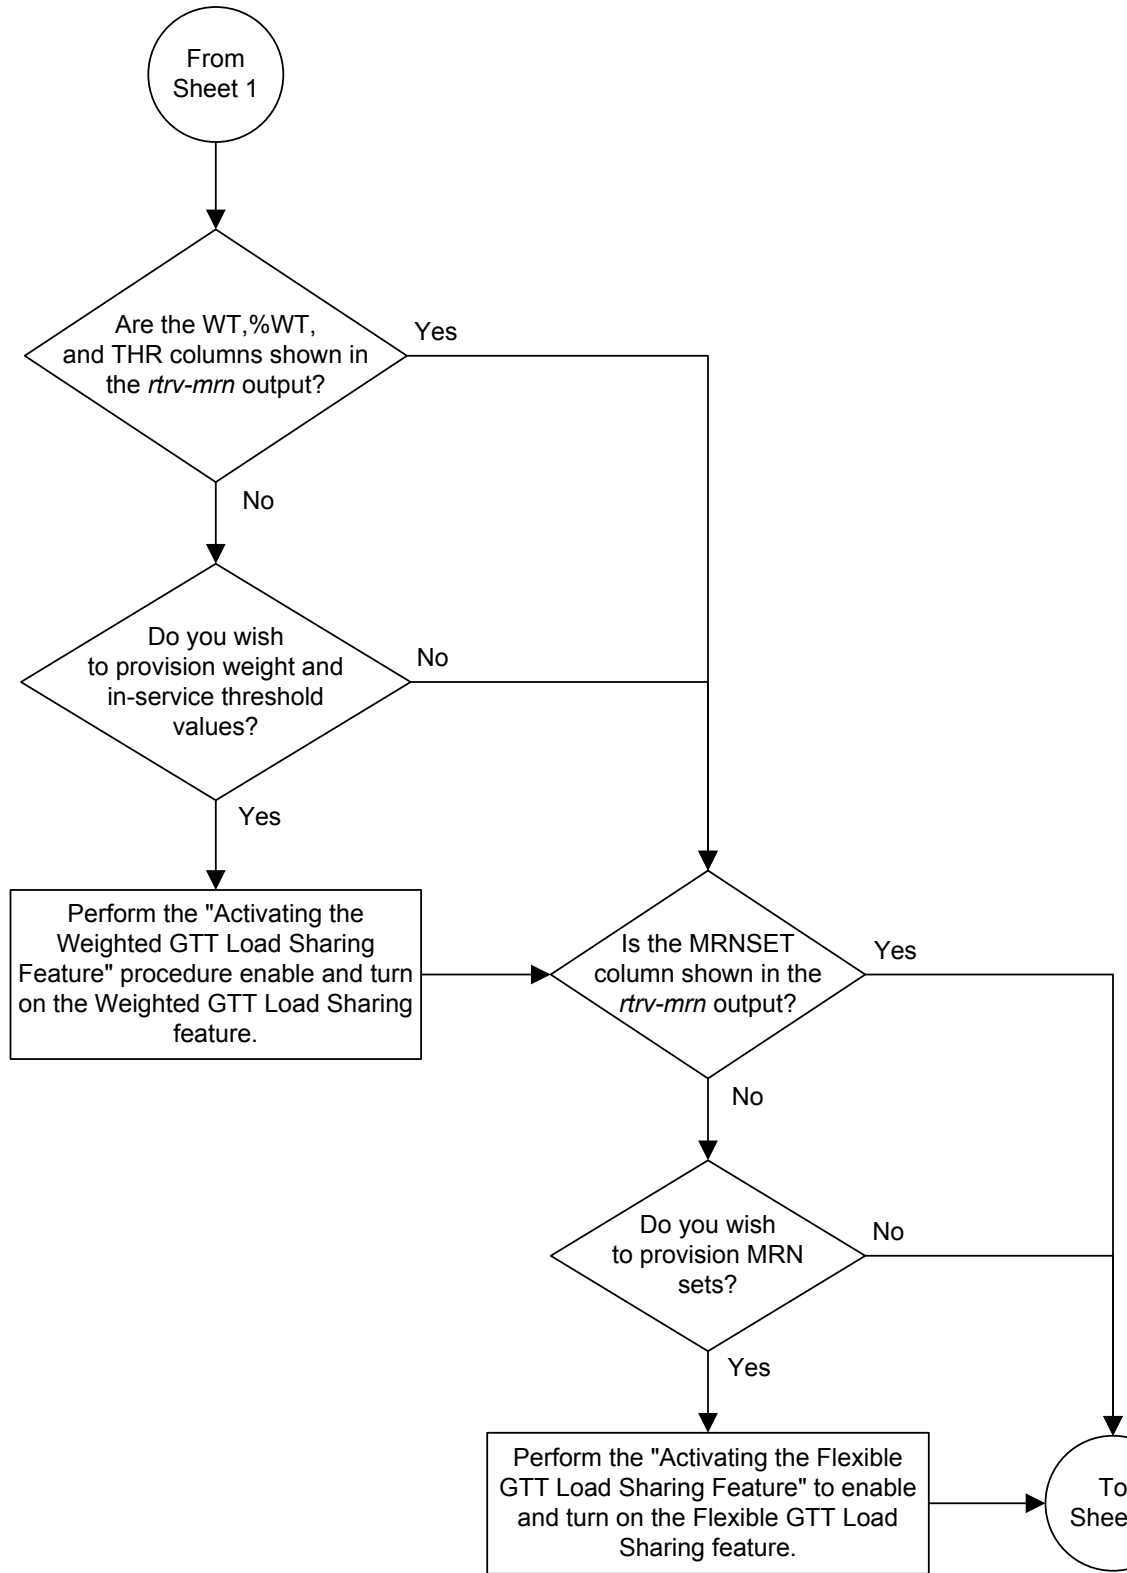 From
Sheet 1
Are the WT,%WT,
and THR columns shown in
the rtrv-mrn output?
Yes
No
Do you wish
to provision weight and
in-service threshold
values?
No
Yes
Perform the "Activating the
Weighted GTT Load Sharing
Feature" procedure enable and turn
on the Weighted GTT Load Sharing
feature.
Is the MRNSET
column shown in the
rtrv-mrn output?
Yes
No
Do you wish
to provision MRN
sets?
No
Yes
Perform the "Activating the Flexible
GTT Load Sharing Feature" to enable
and turn on the Flexible GTT Load
Sharing feature.
To